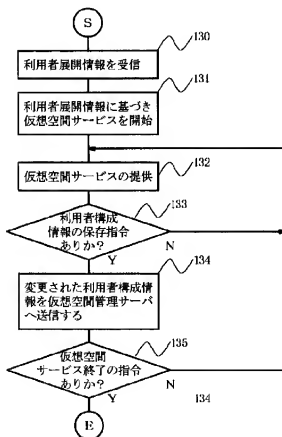 S
130
利用者展開情報を受信
131
利用者展開情報に基づき
仮想空間サービスを開始
132
仮想空間サービスの提供
133
利用者構成
情報の保存指令
ありか?
N
Y
134
変更された利用者構成情
報を仮想空間管理サーバ
へ送信する
135
仮想空間
サービス終了の指令
ありか?
N
Y
134
E